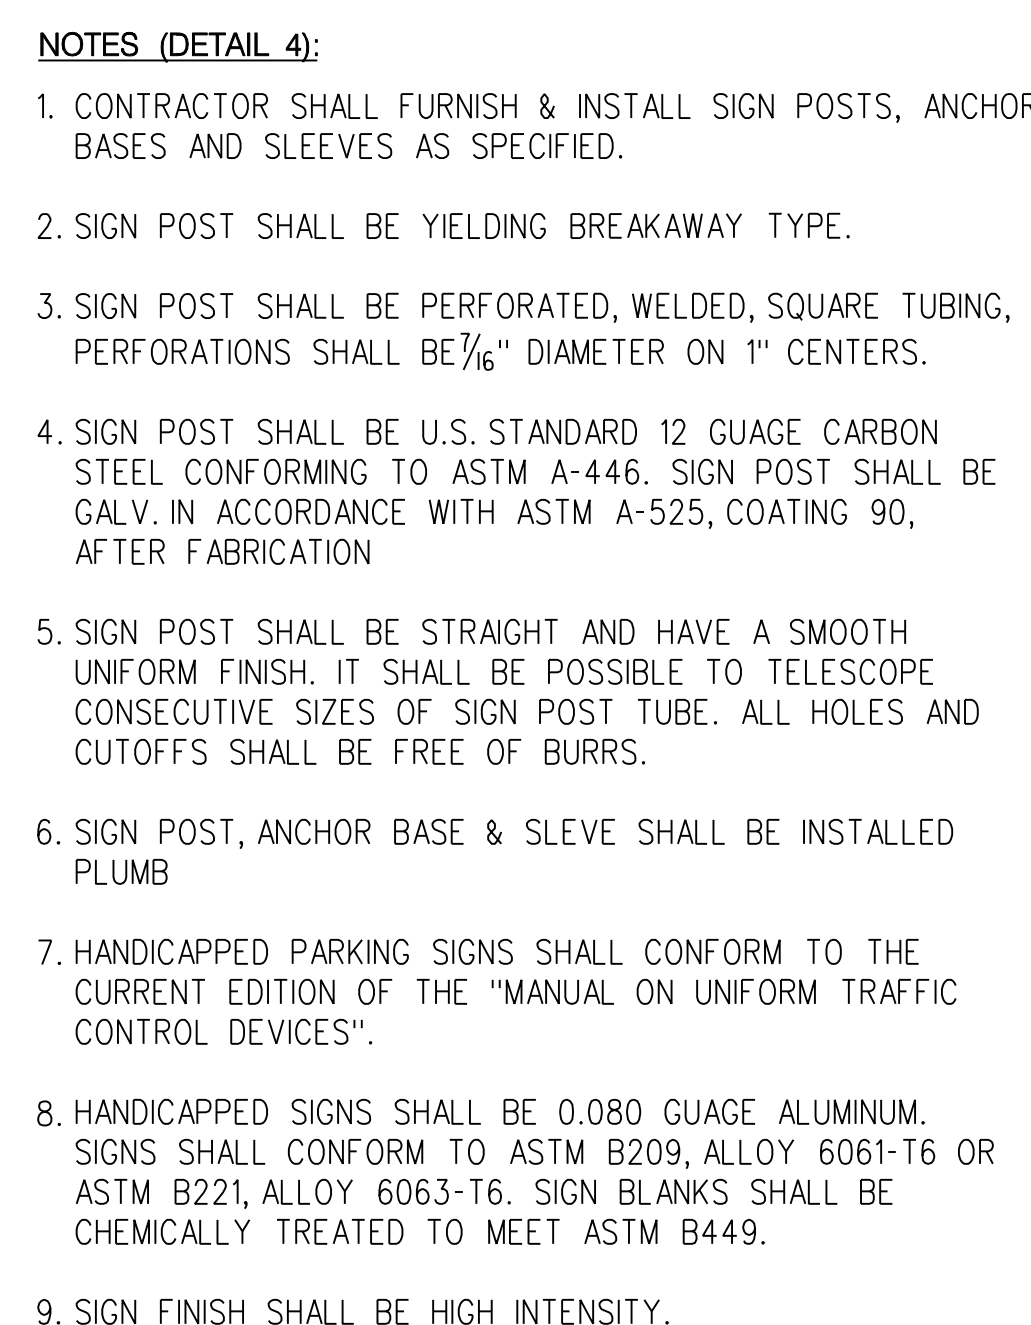 NOTES (DETAIL 4):
1. CONTRACTOR SHALL FURNISH & INSTALL SIGN POSTS, ANCHOR
BASES AND SLEEVES AS SPECIFIED.
2. SIGN POST SHALL BE YIELDING BREAKAWAY TYPE.
3. SIGN POST SHALL BE PERFORATED, WELDED, SQUARE TUBING,
PERFORATIONS SHALL BE 7/16" DIAMETER ON 1" CENTERS.
4. SIGN POST SHALL BE U.S. STANDARD 12 GUAGE CARBON
STEEL CONFORMING TO ASTM A-446. SIGN POST SHALL BE
GALV. IN ACCORDANCE WITH ASTM A-525, COATING 90,
AFTER FABRICATION
5. SIGN POST SHALL BE STRAIGHT AND HAVE A SMOOTH
UNIFORM FINISH. IT SHALL BE POSSIBLE TO TELESCOPE
CONSECUTIVE SIZES OF SIGN POST TUBE. ALL HOLES AND
CUTOFFS SHALL BE FREE OF BURRS.
6. SIGN POST, ANCHOR BASE & SLEVE SHALL BE INSTALLED
PLUMB
7. HANDICAPPED PARKING SIGNS SHALL CONFORM TO THE
CURRENT EDITION OF THE "MANUAL ON UNIFORM TRAFFIC
CONTROL DEVICES".
8. HANDICAPPED SIGNS SHALL BE 0.080 GUAGE ALUMINUM.
SIGNS SHALL CONFORM TO ASTM B209, ALLOY 6061-T6 OR
ASTM B221, ALLOY 6063-T6. SIGN BLANKS SHALL BE
CHEMICALLY TREATED TO MEET ASTM B449.
9. SIGN FINISH SHALL BE HIGH INTENSITY.